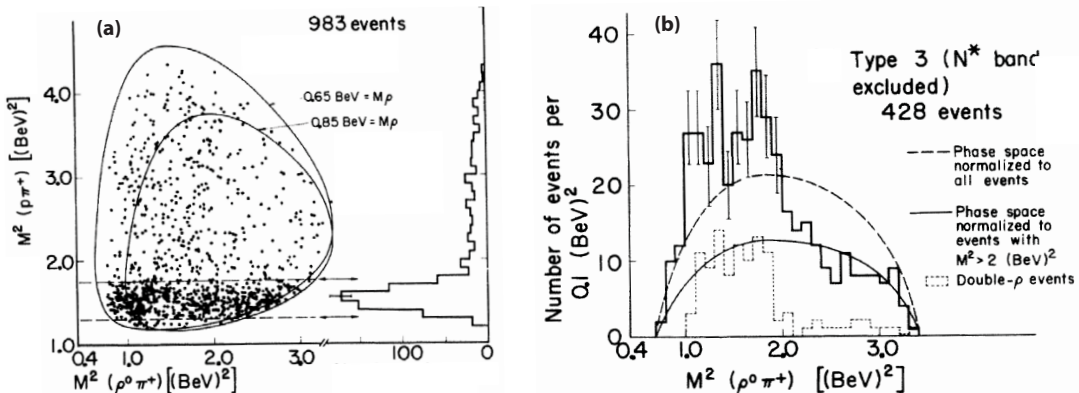 (a)
983 events
0.65 BeV = Mρ
0.85 BeV = Mρ
M² (pπ+) [(BeV)²]
4.0
3.0
2.0
1.0
0.4 1.0 2.0 3.0 100 0
M² (ρ⁰ π+) [(BeV)²]
(b)
Type 3 (N* band
excluded)
428 events
Phase space
normalized to
all events
Phase space
normalized to
events with
M² > 2 (BeV)²
Double-ρ events
Number of events per
0.1 (BeV)²
40
30
20
10
0
0.4 1.0 2.0 3.0
M² (ρ⁰ π+) [(BeV)²]